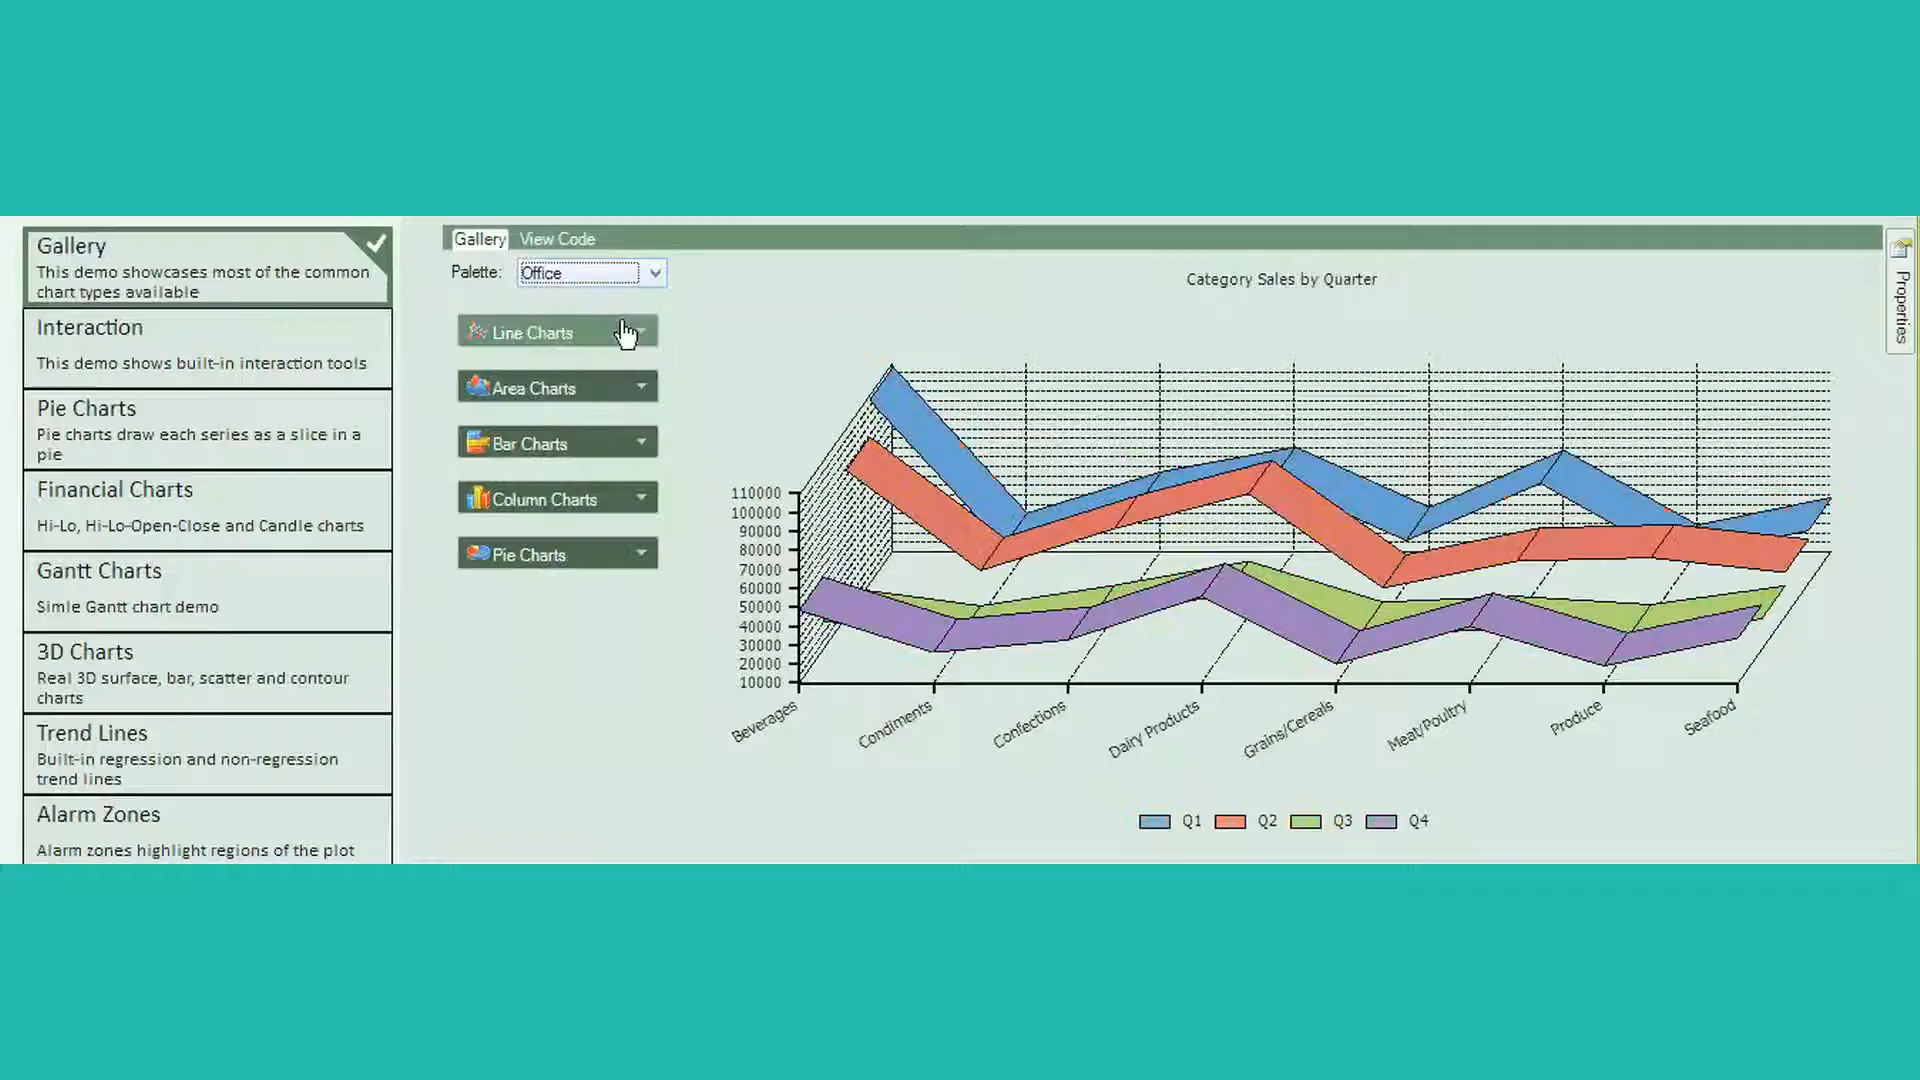 Gallery
This demo showcases most of the common
chart types available
Interaction
This demo shows built-in interaction tools
Pie Charts
Pie charts draw each series as a slice in a
pie
Financial Charts
Hi-Lo, Hi-Lo-Open-Close and Candle charts
Gantt Charts
Simle Gantt chart demo
3D Charts
Real 3D surface, bar, scatter and contour
charts
Trend Lines
Built-in regression and non-regression
trend lines
Alarm Zones
Alarm zones highlight regions of the plot
Gallery View Code
Palette: Office
Line Charts
Area Charts
Bar Charts
Column Charts
Pie Charts
Category Sales by Quarter
110000
100000
90000
80000
70000
60000
50000
40000
30000
20000
10000
Beverages
Condiments
Confections
Dairy Products
Grains/Cereals
Meat/Poultry
Produce
Seafood
Q1 Q2 Q3 Q4
Properties